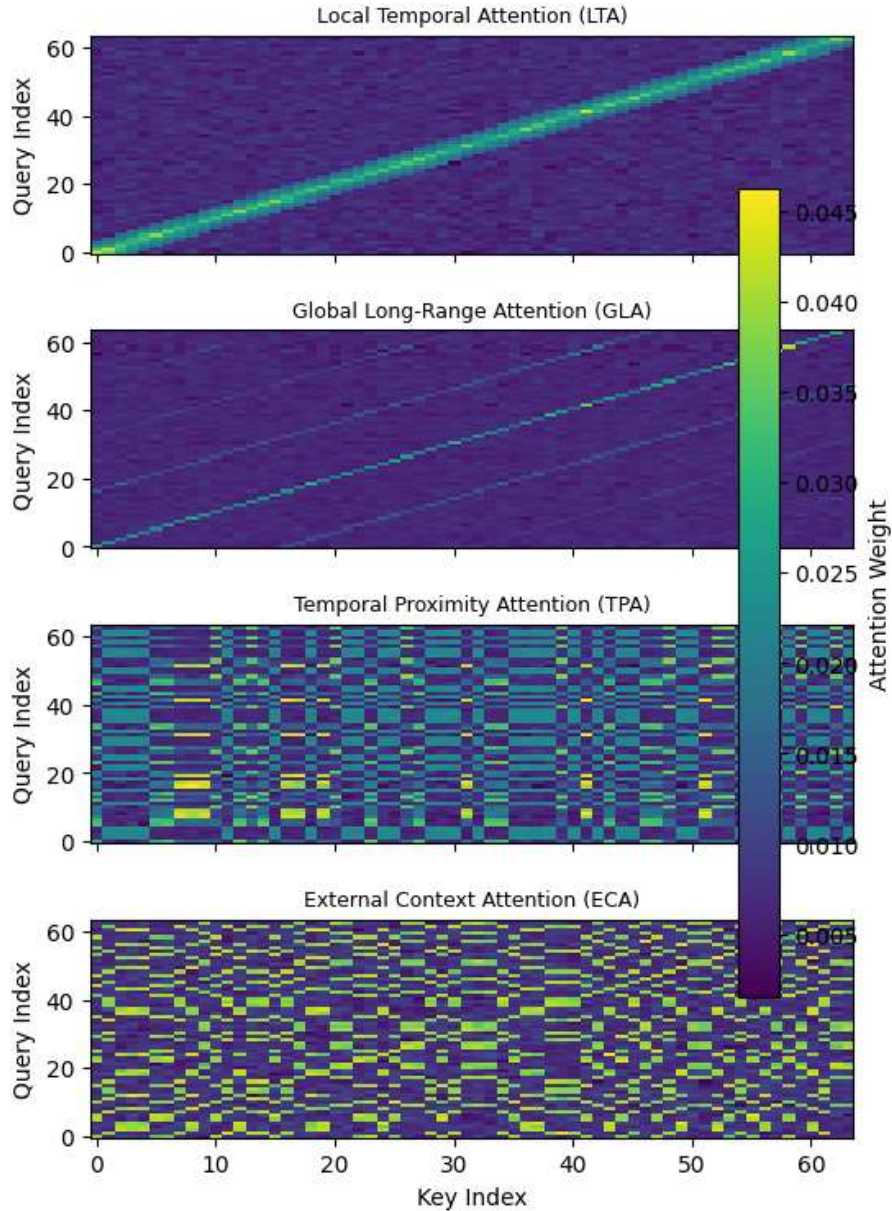 Local Temporal Attention (LTA)
60
40
20
0
Query Index
Global Long-Range Attention (GLA)
60
40
20
0
Query Index
Temporal Proximity Attention (TPA)
60
40
20
0
Query Index
External Context Attention (ECA)
60
40
20
0
Query Index
0 10 20 30 40 50 60
Key Index
0.045
0.040
0.035
0.030
0.025
0.020
0.015
0.010
0.005
Attention Weight